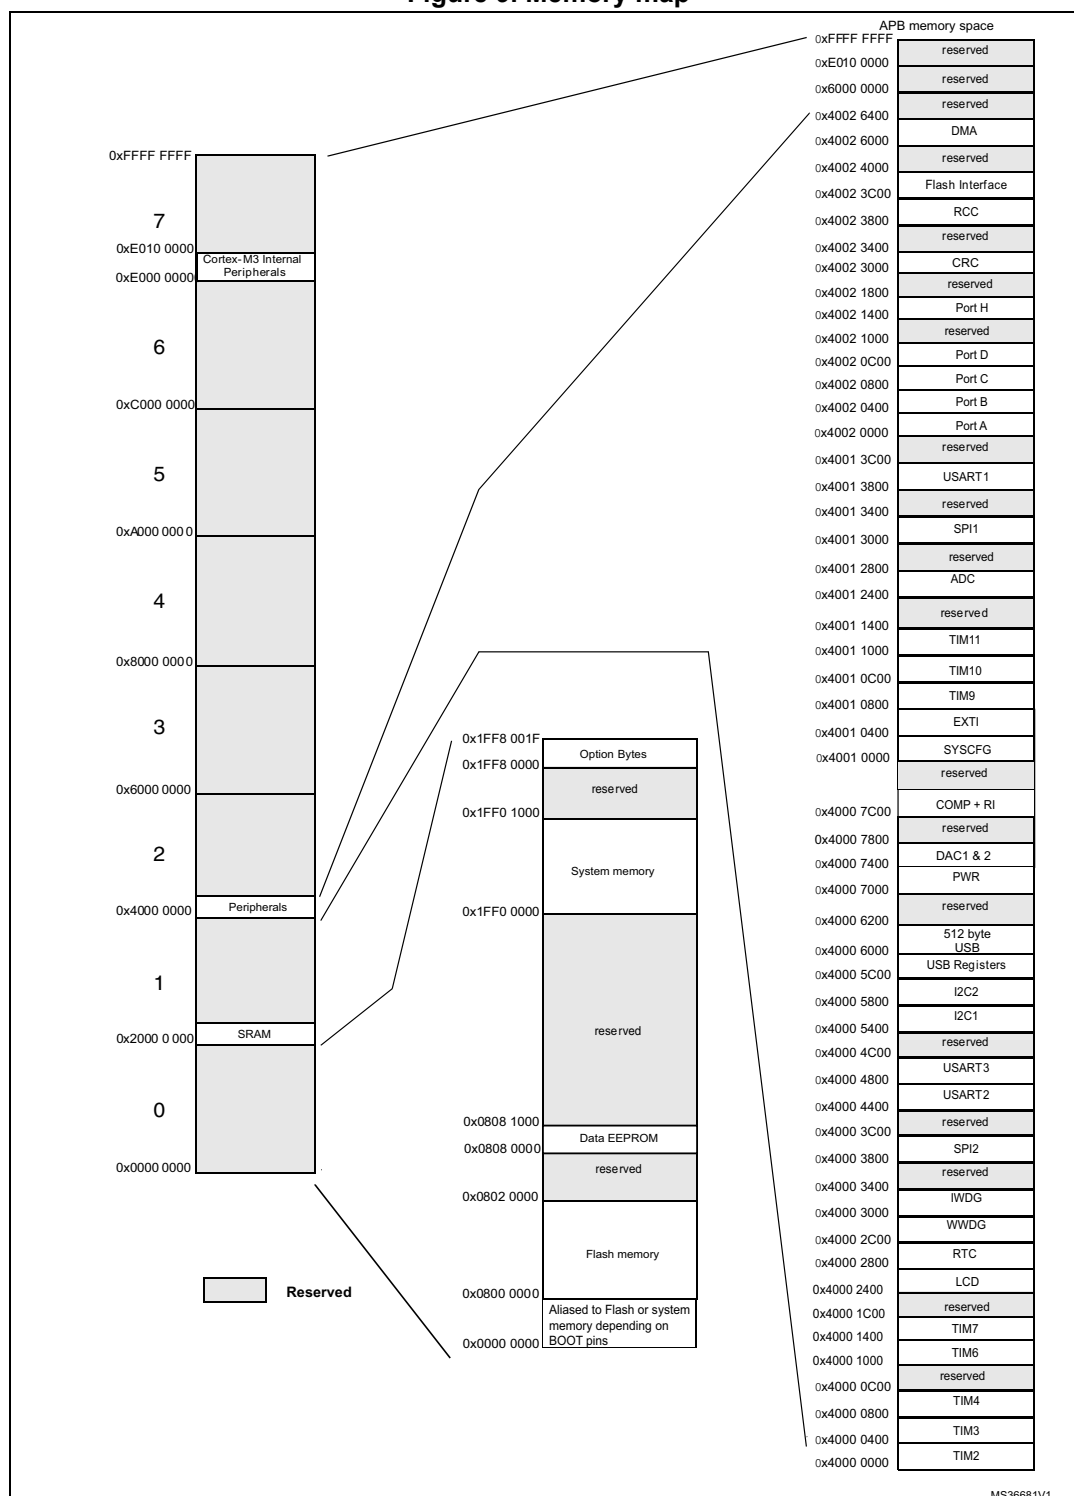 Figure 9. Memory map
0xFFFF FFFF
7
0xE010 0000
Cortex-M3 Internal
Peripherals
0xE000 0000
6
0xC000 0000
5
0xA000 0000
4
0x8000 0000
3
0x6000 0000
2
0x4000 0000
Peripherals
1
0x2000 0000
SRAM
0
0x0000 0000
Reserved
0x1FF8 001F
Option Bytes
0x1FF8 0000
reserved
0x1FF0 1000
System memory
0x1FF0 0000
reserved
0x0808 1000
Data EEPROM
0x0808 0000
reserved
0x0802 0000
Flash memory
0x0800 0000
Aliased to Flash or system
memory depending on
BOOT pins
0x0000 0000
APB memory space
0xFFFF FFFF
reserved
0xE010 0000
reserved
0x6000 0000
reserved
0x4002 6400
DMA
0x4002 6000
reserved
0x4002 4000
Flash Interface
0x4002 3C00
RCC
0x4002 3800
reserved
0x4002 3400
CRC
0x4002 3000
reserved
0x4002 1800
Port H
0x4002 1400
reserved
0x4002 1000
Port D
0x4002 0C00
Port C
0x4002 0800
Port B
0x4002 0400
Port A
0x4002 0000
reserved
0x4001 3C00
USART1
0x4001 3800
reserved
0x4001 3400
SPI1
0x4001 3000
reserved
0x4001 2800
ADC
0x4001 2400
reserved
0x4001 1400
TIM11
0x4001 1000
TIM10
0x4001 0C00
TIM9
0x4001 0800
EXTI
0x4001 0400
SYSCFG
0x4001 0000
reserved
COMP + RI
0x4000 7C00
reserved
0x4000 7800
DAC1 & 2
0x4000 7400
PWR
0x4000 7000
reserved
0x4000 6200
512 byte
USB
0x4000 6000
USB Registers
0x4000 5C00
I2C2
0x4000 5800
I2C1
0x4000 5400
reserved
0x4000 4C00
USART3
0x4000 4800
USART2
0x4000 4400
reserved
0x4000 3C00
SPI2
0x4000 3800
reserved
0x4000 3400
IWDG
0x4000 3000
WWDG
0x4000 2C00
RTC
0x4000 2800
LCD
0x4000 2400
reserved
0x4000 1C00
TIM7
0x4000 1400
TIM6
0x4000 1000
reserved
0x4000 0C00
TIM4
0x4000 0800
TIM3
0x4000 0400
TIM2
0x4000 0000
MS36681V1